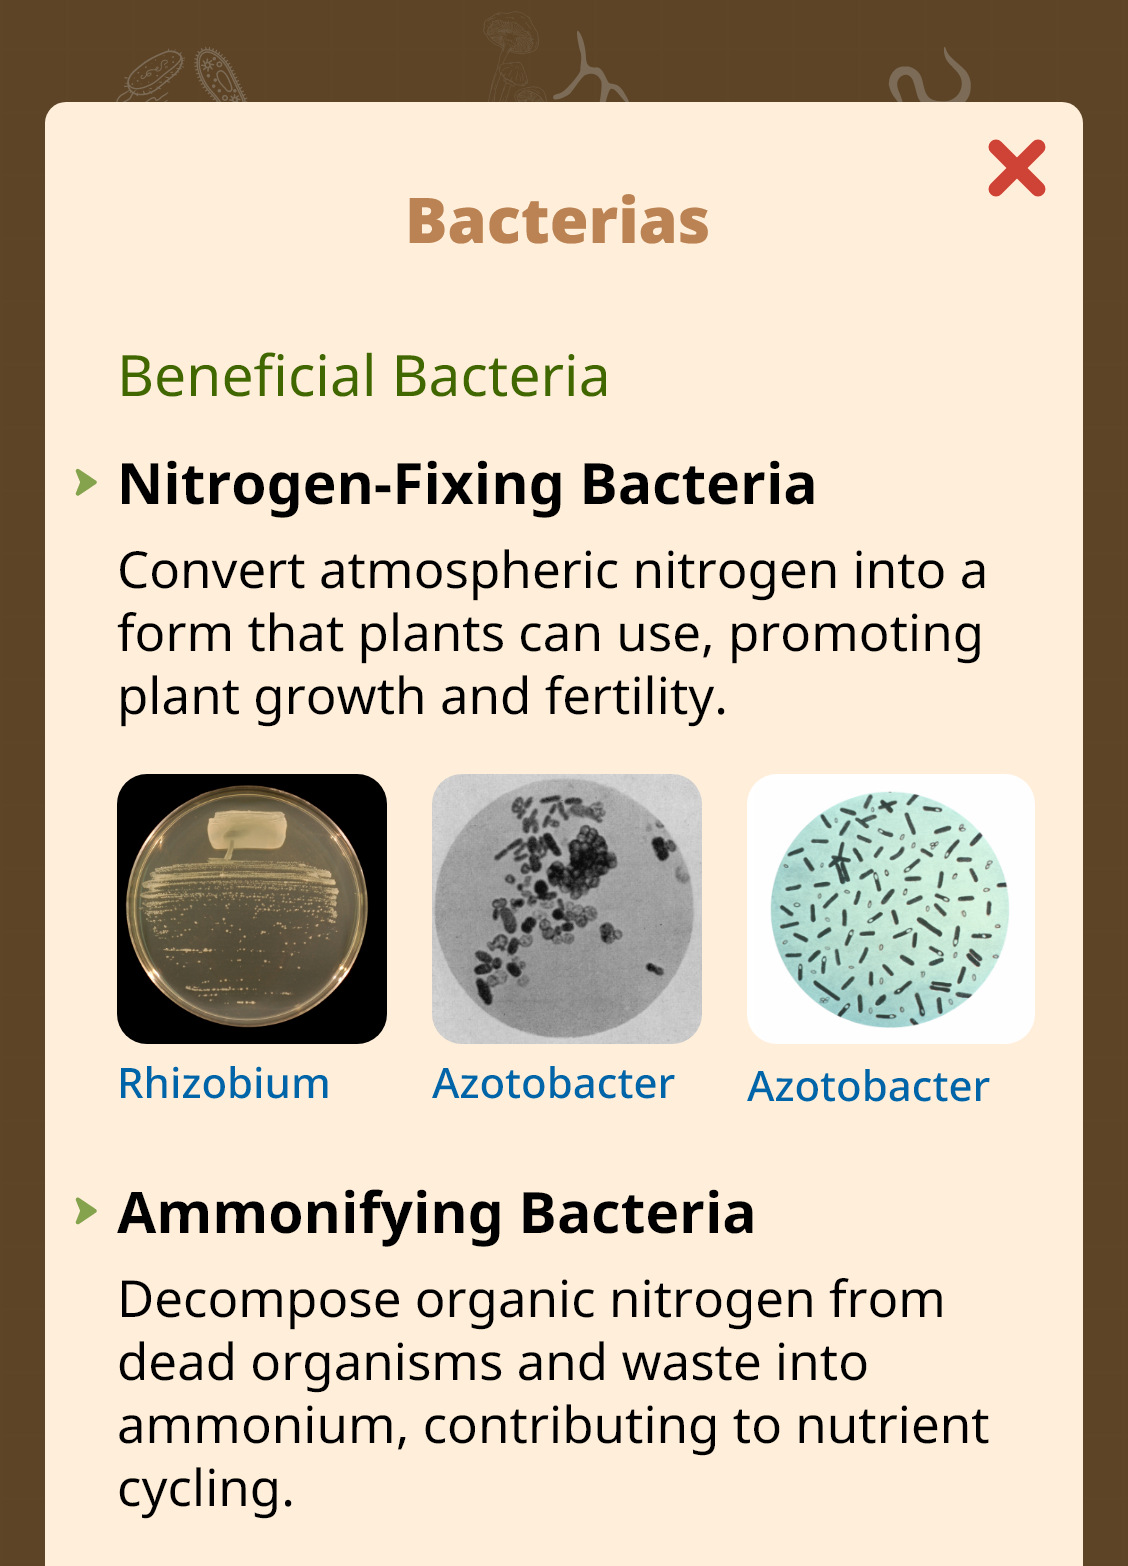 Bacterias
Beneficial Bacteria
Nitrogen-Fixing Bacteria
Convert atmospheric nitrogen into a
form that plants can use, promoting
plant growth and fertility.
Rhizobium
Azotobacter
Azotobacter
Ammonifying Bacteria
Decompose organic nitrogen from
dead organisms and waste into
ammonium, contributing to nutrient
cycling.